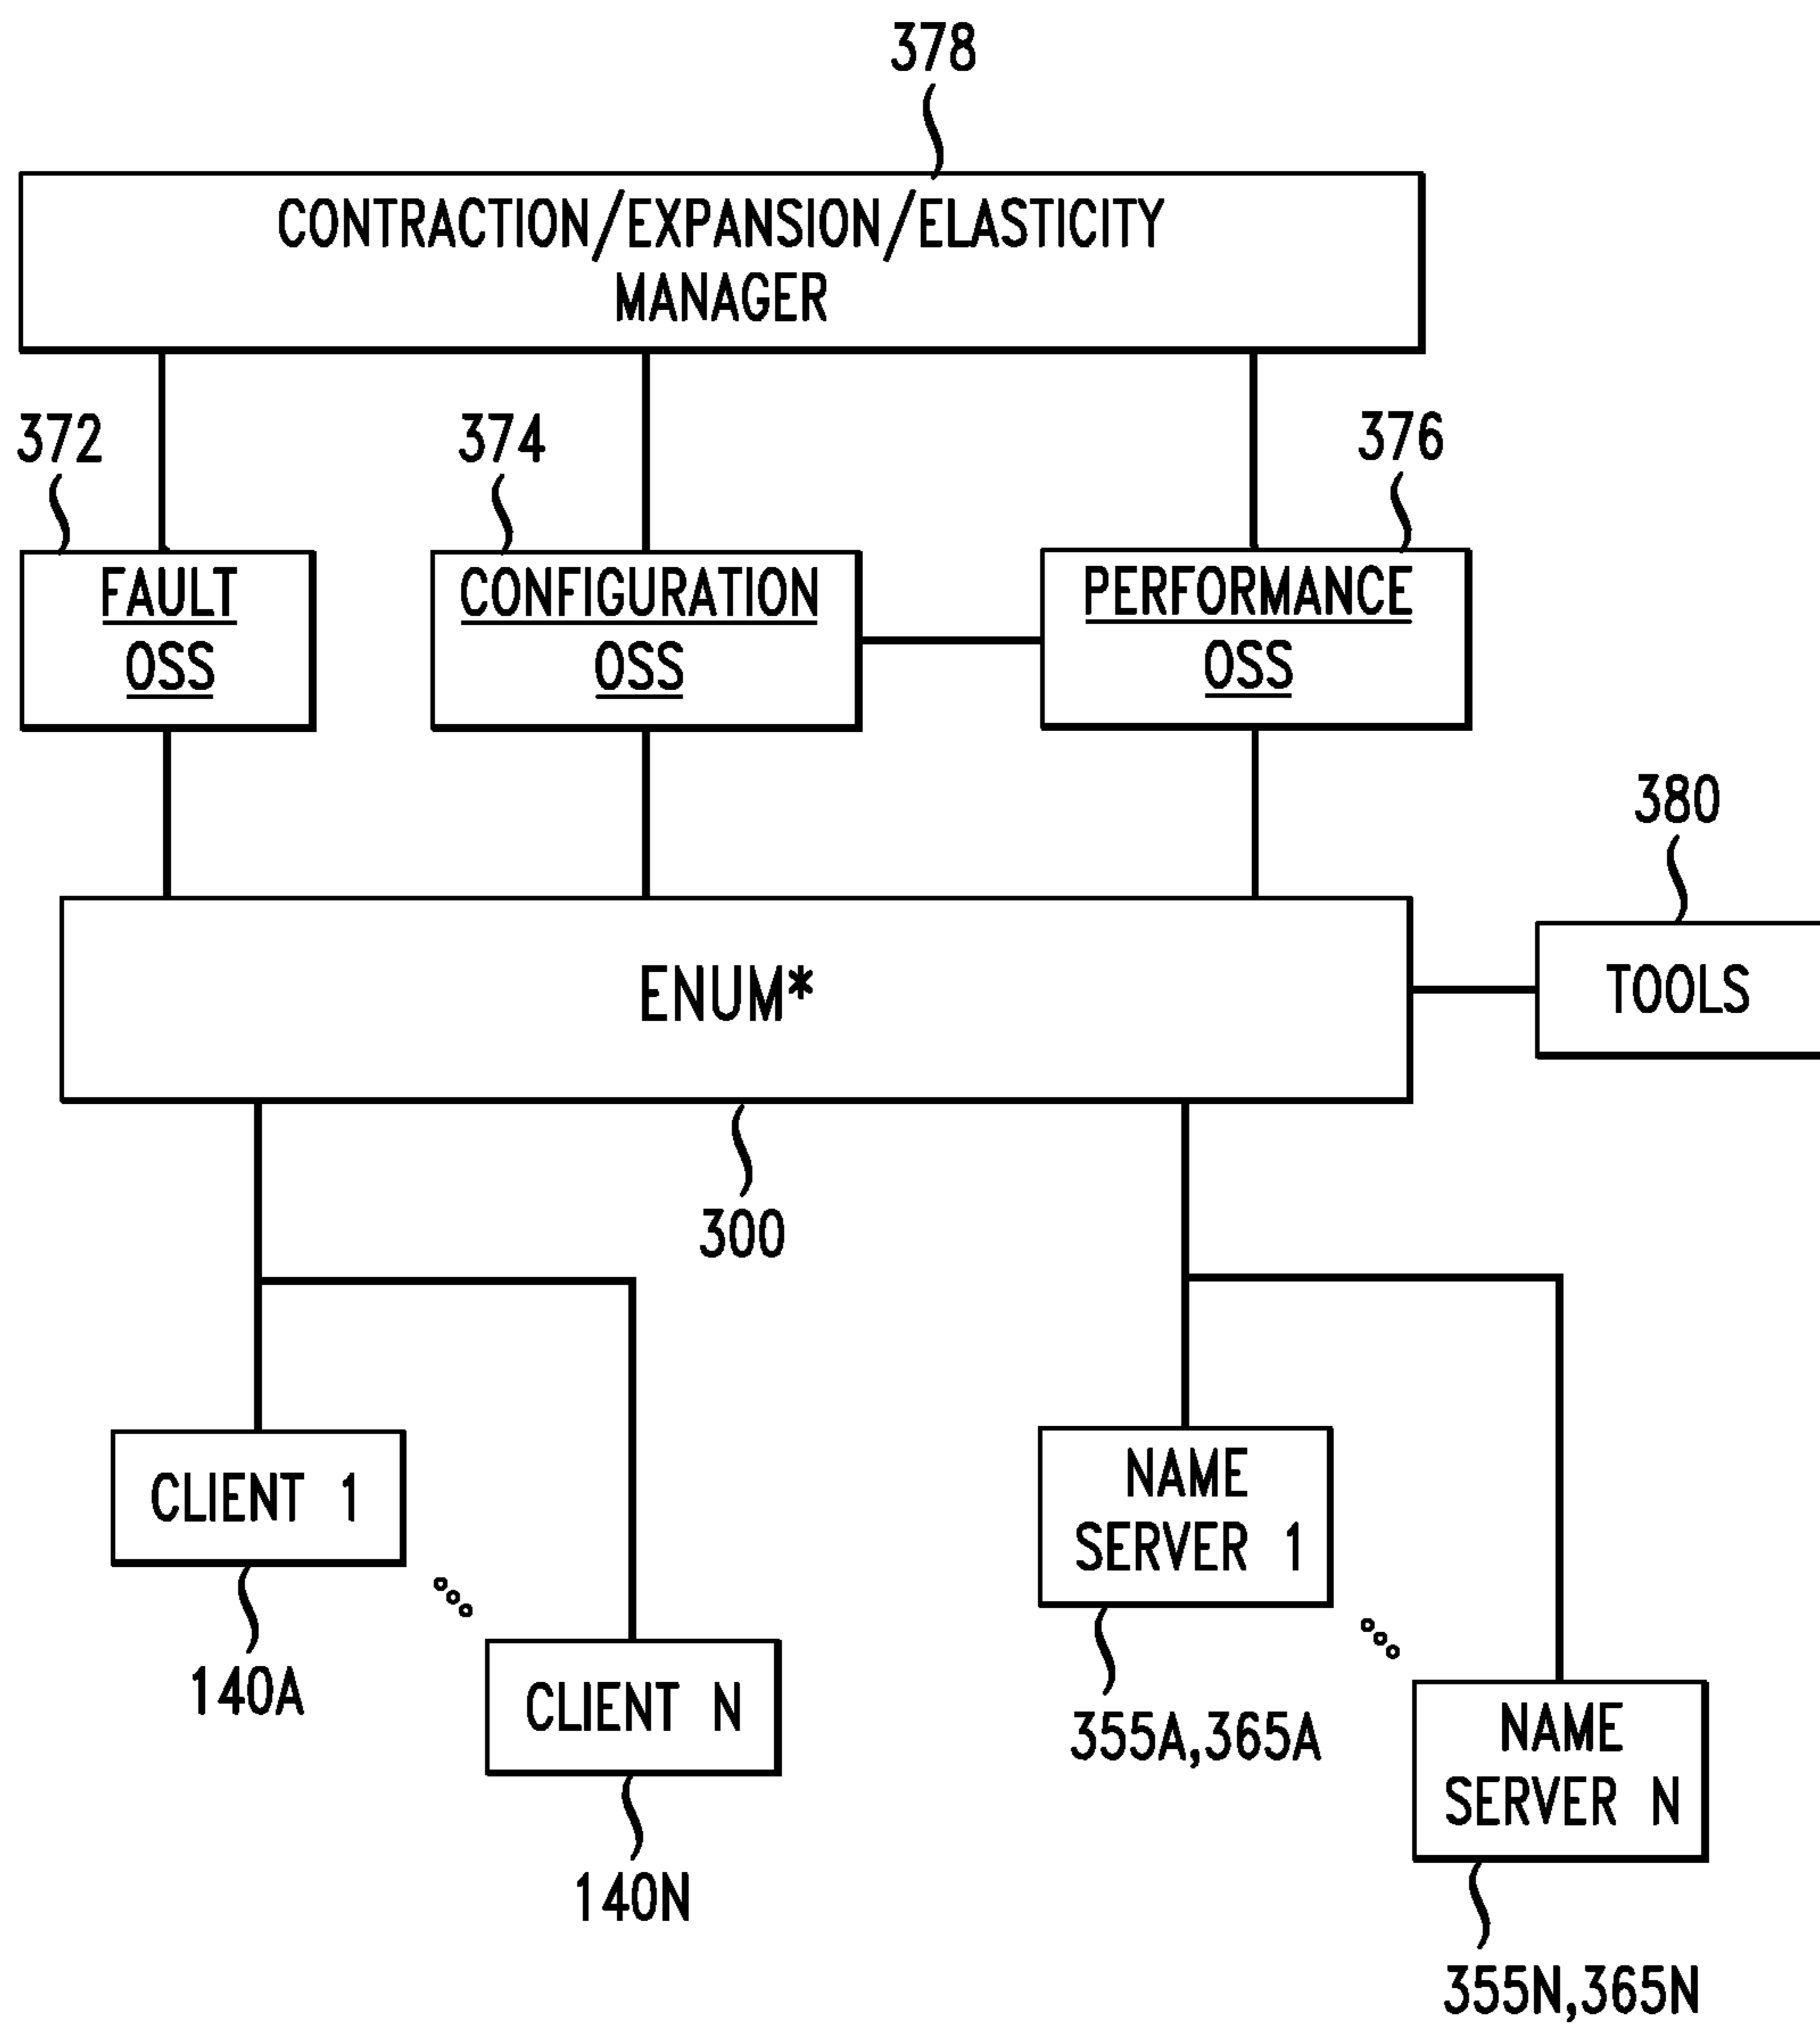 378
CONTRACTION/EXPANSION/ELASTICITY
MANAGER
372
374
376
FAULT
OSS
CONFIGURATION
OSS
PERFORMANCE
OSS
380
ENUM*
TOOLS
300
CLIENT 1
NAME
SERVER 1
140A
CLIENT N
355A,365A
NAME
SERVER N
140N
355N,365N